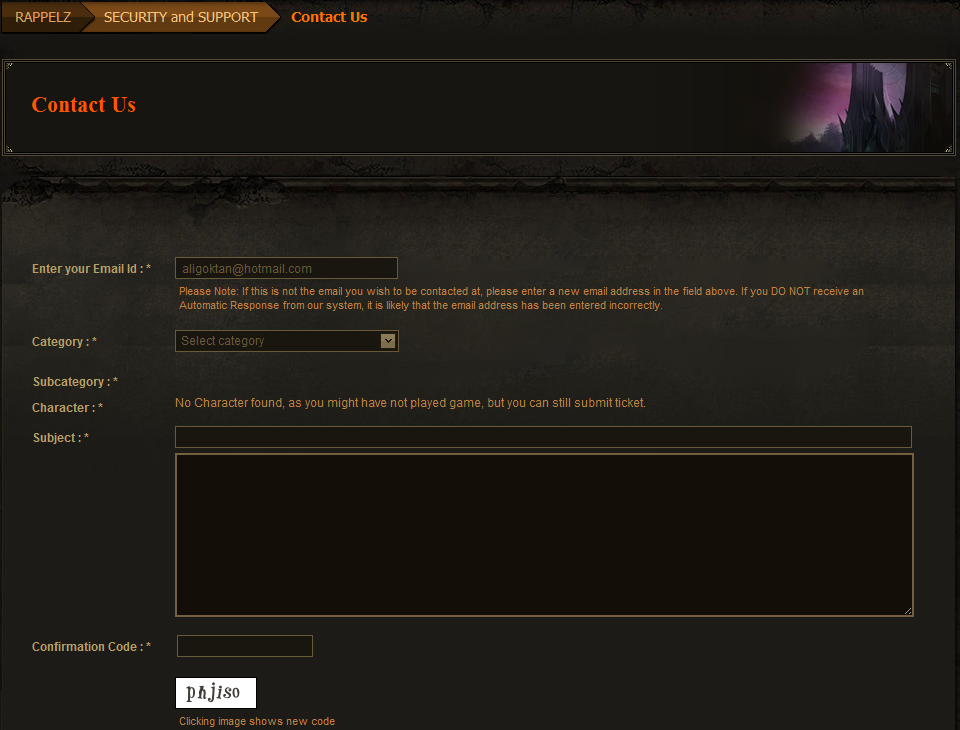 RAPPELZ SECURITY and SUPPORT Contact Us
Contact Us
Enter your Email Id : * aligoktan@hotmail.com
Please Note: If this is not the email you wish to be contacted at, please enter a new email address in the field above. If you DO NOT receive an
Automatic Response from our system, it is likely that the email address has been entered incorrectly.
Category : * Select category
Subcategory : *
Character : * No Character found, as you might have not played game, but you can still submit ticket.
Subject : *
Confirmation Code : *
phjiso
Clicking image shows new code